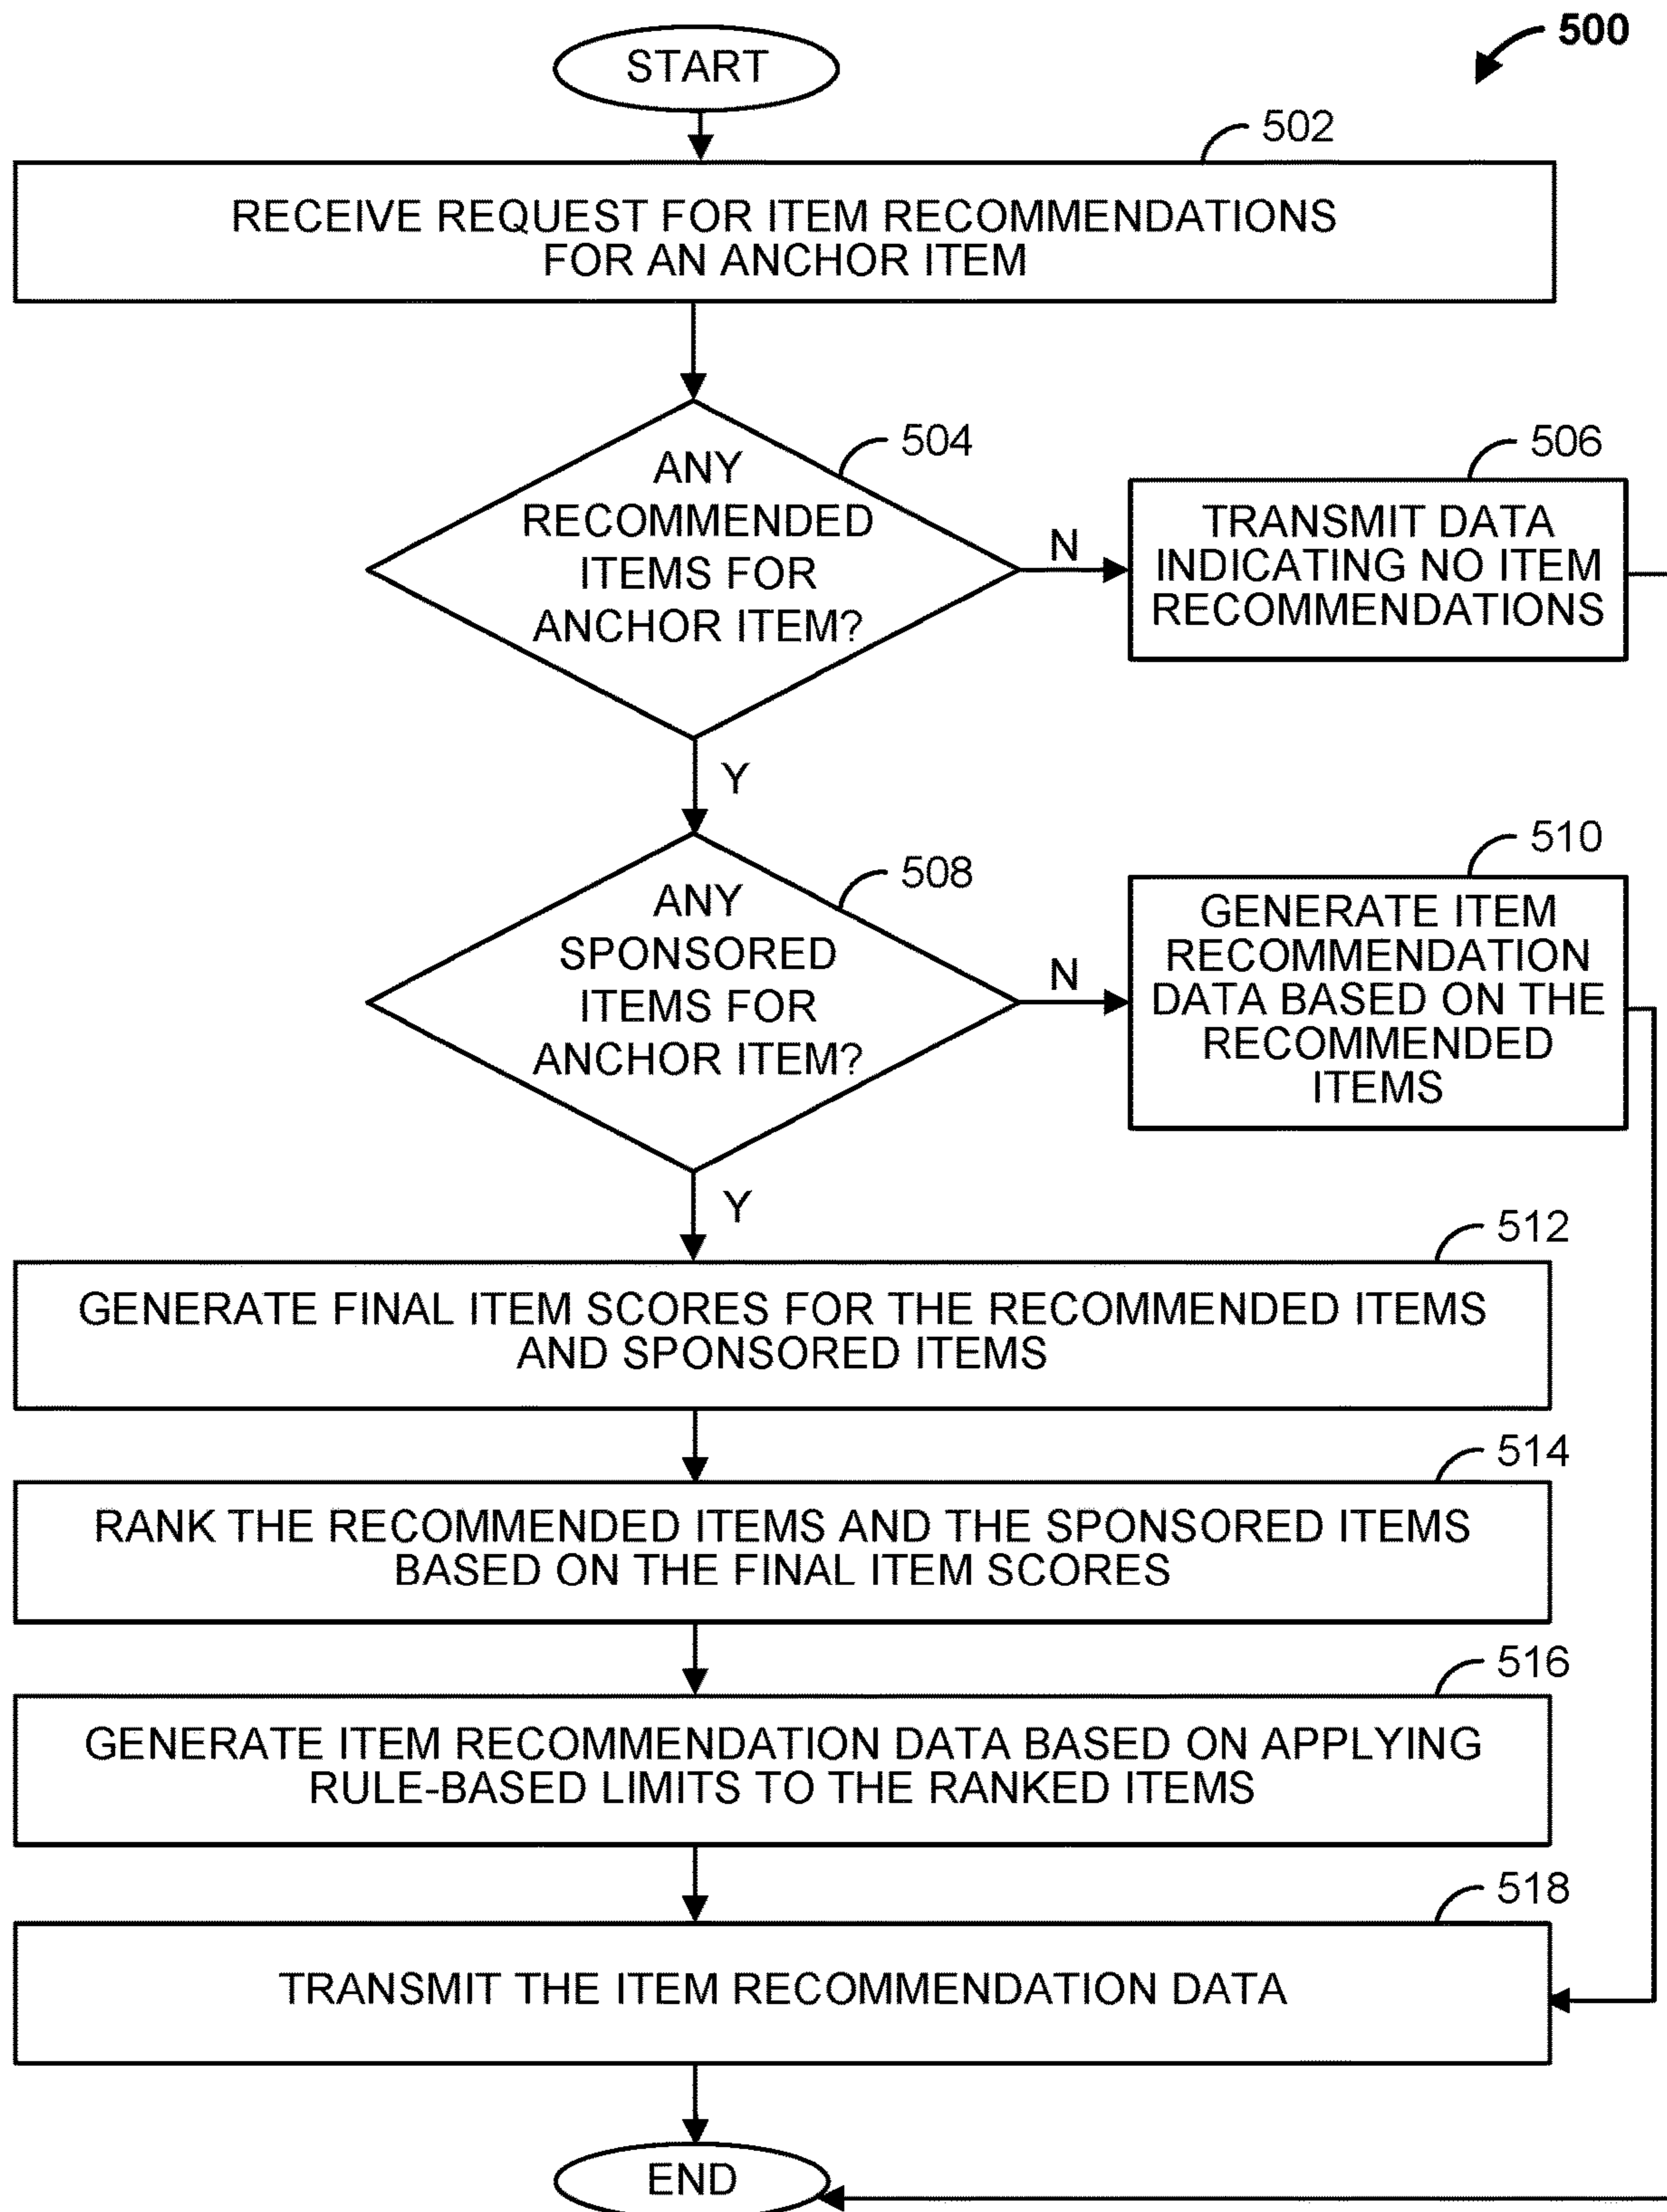 500
START
502
RECEIVE REQUEST FOR ITEM RECOMMENDATIONS
FOR AN ANCHOR ITEM
504
ANY
RECOMMENDED
ITEMS FOR
ANCHOR ITEM?
N
506
TRANSMIT DATA
INDICATING NO ITEM
RECOMMENDATIONS
Y
508
ANY
SPONSORED
ITEMS FOR
ANCHOR ITEM?
N
510
GENERATE ITEM
RECOMMENDATION
DATA BASED ON THE
RECOMMENDED
ITEMS
Y
512
GENERATE FINAL ITEM SCORES FOR THE RECOMMENDED ITEMS
AND SPONSORED ITEMS
514
RANK THE RECOMMENDED ITEMS AND THE SPONSORED ITEMS
BASED ON THE FINAL ITEM SCORES
516
GENERATE ITEM RECOMMENDATION DATA BASED ON APPLYING
RULE-BASED LIMITS TO THE RANKED ITEMS
518
TRANSMIT THE ITEM RECOMMENDATION DATA
END